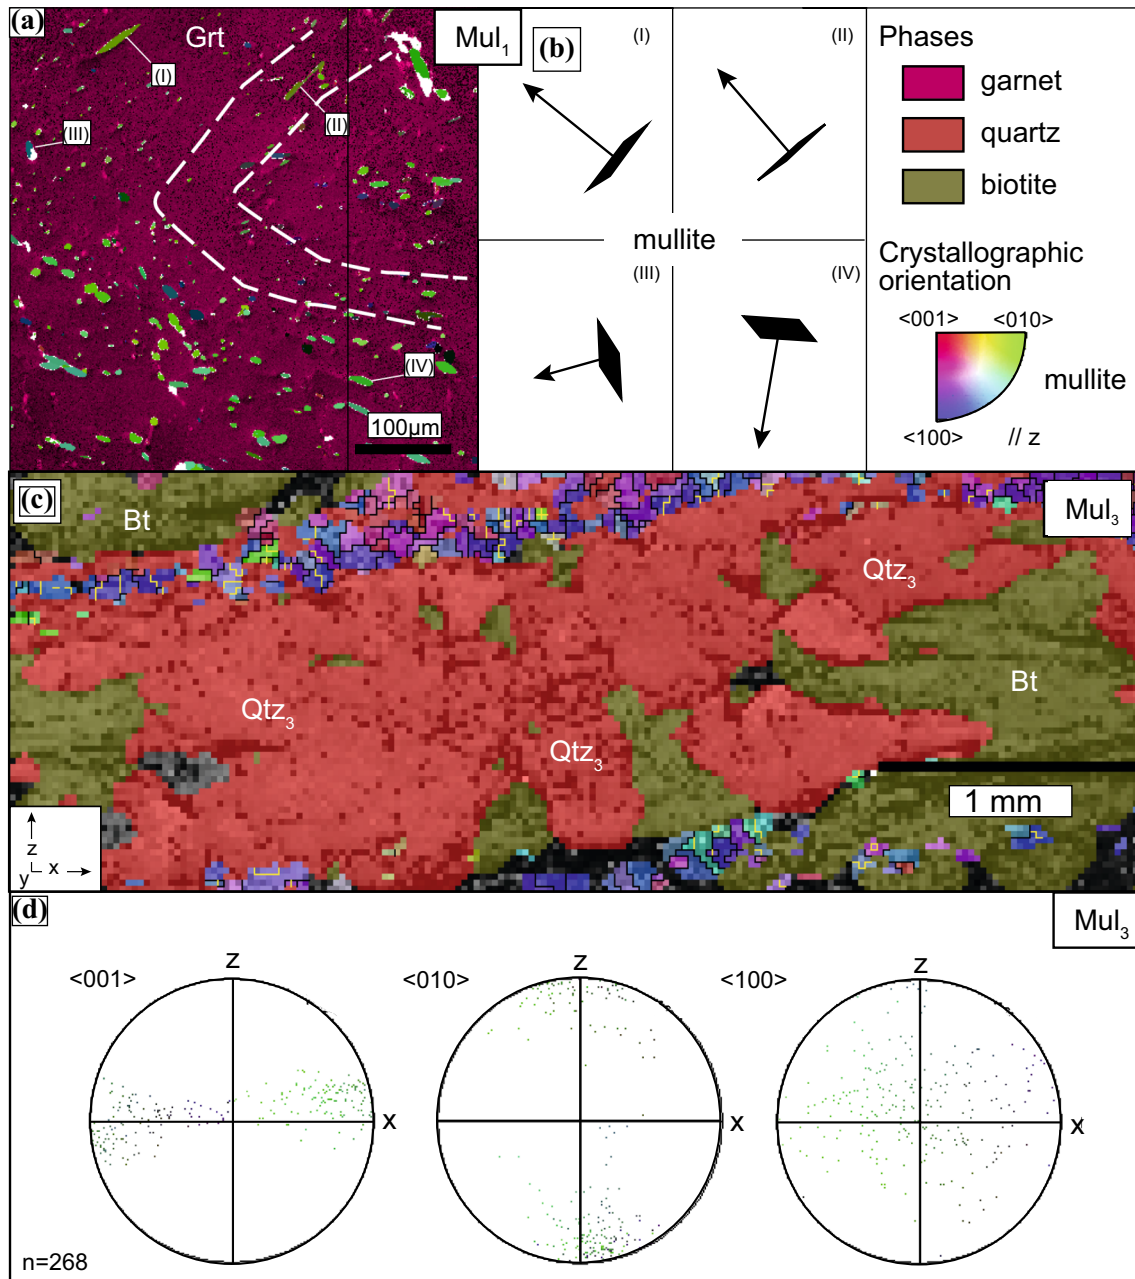 (a)
Grt
Mul1
(I)
(II)
(III)
(IV)
100μm
(b)
(I)
(II)
mullite
(III)
(IV)
Phases
garnet
quartz
biotite
Crystallographic
orientation
<001> <010>
mullite
<100> // z
(c)
Bt
Mul3
Qtz3
Qtz3
Qtz3
Bt
1 mm
z
x
y
(d)
Mul3
<001>
z
x
<010>
z
x
<100>
z
x
n=268